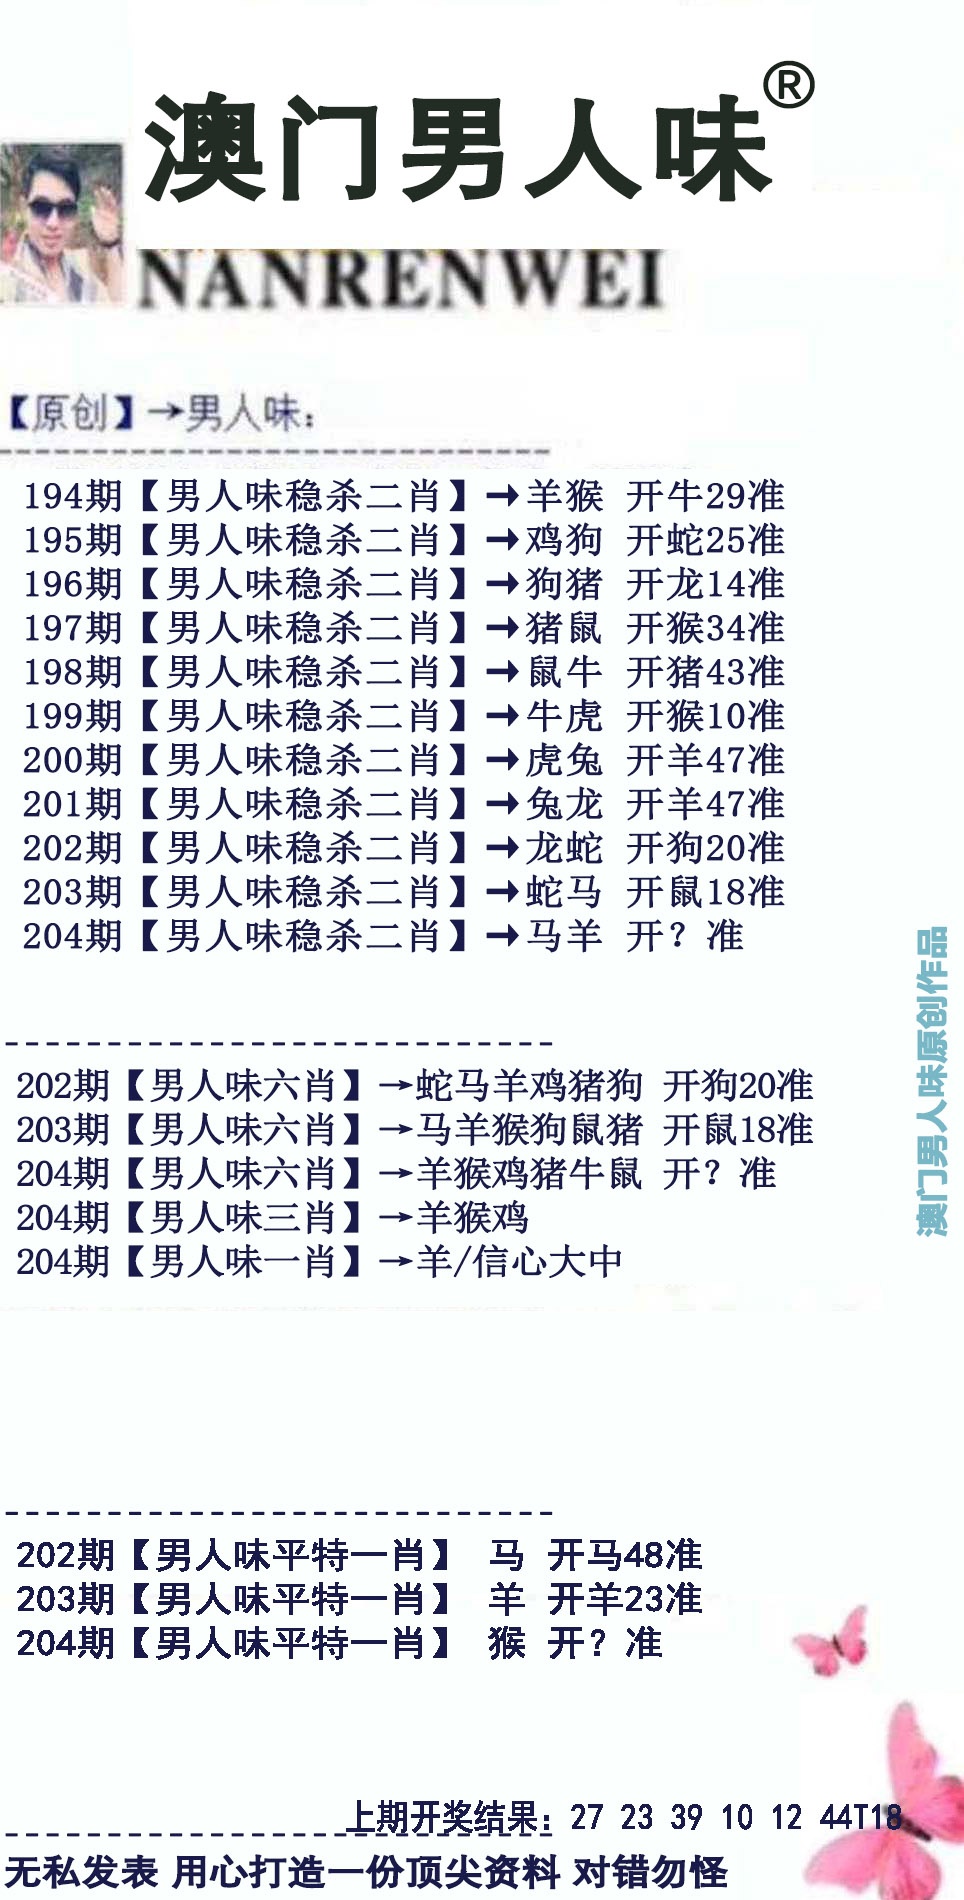 澳门男人味®
NANRENWEI
【原创】→男人味：
194期【男人味稳杀二肖】→羊猴 开牛29准
195期【男人味稳杀二肖】→鸡狗 开蛇25准
196期【男人味稳杀二肖】→狗猪 开龙14准
197期【男人味稳杀二肖】→猪鼠 开猴34准
198期【男人味稳杀二肖】→鼠牛 开猪43准
199期【男人味稳杀二肖】→牛虎 开猴10准
200期【男人味稳杀二肖】→虎兔 开羊47准
201期【男人味稳杀二肖】→兔龙 开羊47准
202期【男人味稳杀二肖】→龙蛇 开狗20准
203期【男人味稳杀二肖】→蛇马 开鼠18准
204期【男人味稳杀二肖】→马羊 开？准
澳门男人味原创作品
202期【男人味六肖】→蛇马羊鸡猪狗 开狗20准
203期【男人味六肖】→马羊猴狗鼠猪 开鼠18准
204期【男人味六肖】→羊猴鸡猪牛鼠 开？准
204期【男人味三肖】→羊猴鸡
204期【男人味一肖】→羊/信心大中
202期【男人味平特一肖】 马 开马48准
203期【男人味平特一肖】 羊 开羊23准
204期【男人味平特一肖】 猴 开？准
上期开奖结果：27 23 39 10 12 44T18
无私发表 用心打造一份顶尖资料 对错勿怪